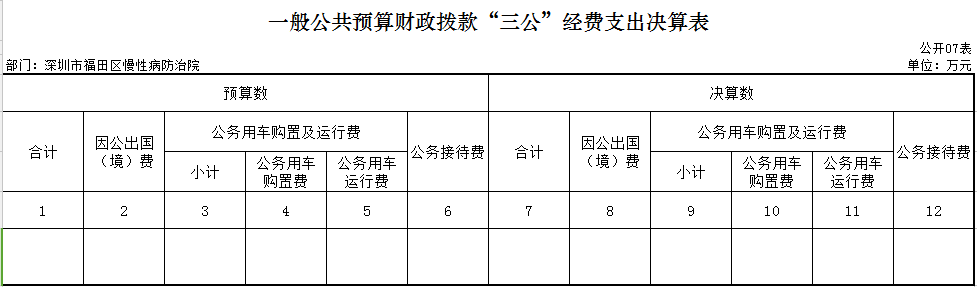 一般公共预算财政拨款“三公”经费支出决算表
公开07表
部门：深圳市福田区慢性病防治院
单位：万元
预算数
决算数
合计
因公出国
（境）费
公务用车购置及运行费
公务接待费
合计
因公出国
（境）费
公务用车购置及运行费
公务接待费
小计
公务用车
购置费
公务用车
运行费
小计
公务用车
购置费
公务用车
运行费
1 2 3 4 5 6 7 8 9 10 11 12